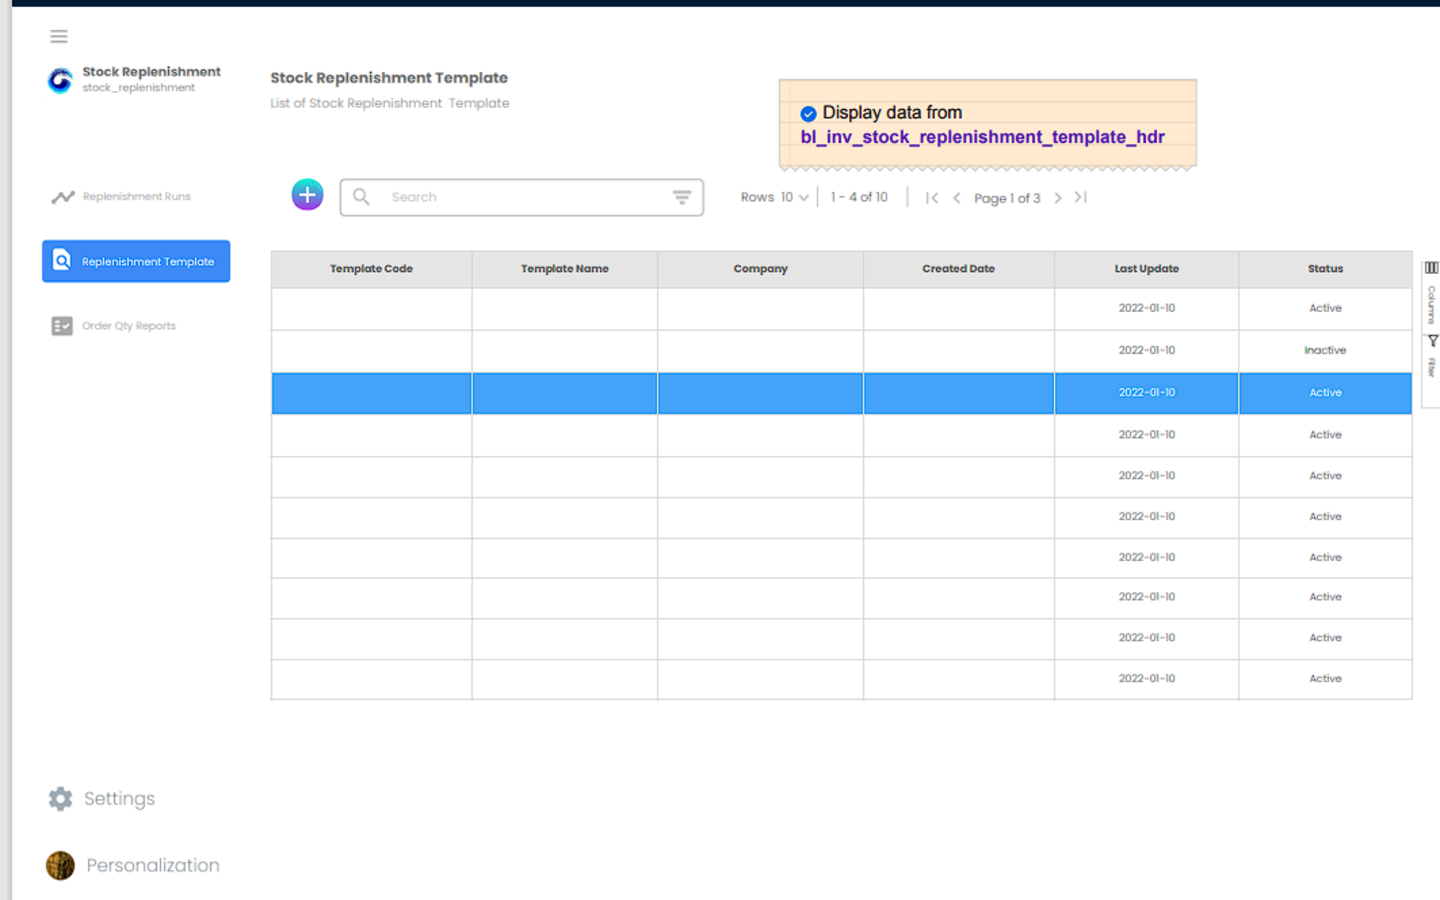 Stock Replenishment
stock_replenishment
Stock Replenishment Template
List of Stock Replenishment Template
Display data from
bl_inv_stock_replenishment_template_hdr
Replenishment Runs
Search
Rows 10
1 - 4 of 10
Page 1 of 3
Replenishment Template
Order Qty Reports
Template Code Template Name Company Created Date Last Update Status
2022-01-10 Active
2022-01-10 Inactive
2022-01-10 Active
2022-01-10 Active
2022-01-10 Active
2022-01-10 Active
2022-01-10 Active
2022-01-10 Active
2022-01-10 Active
2022-01-10 Active
Columns
Filter
Settings
Personalization